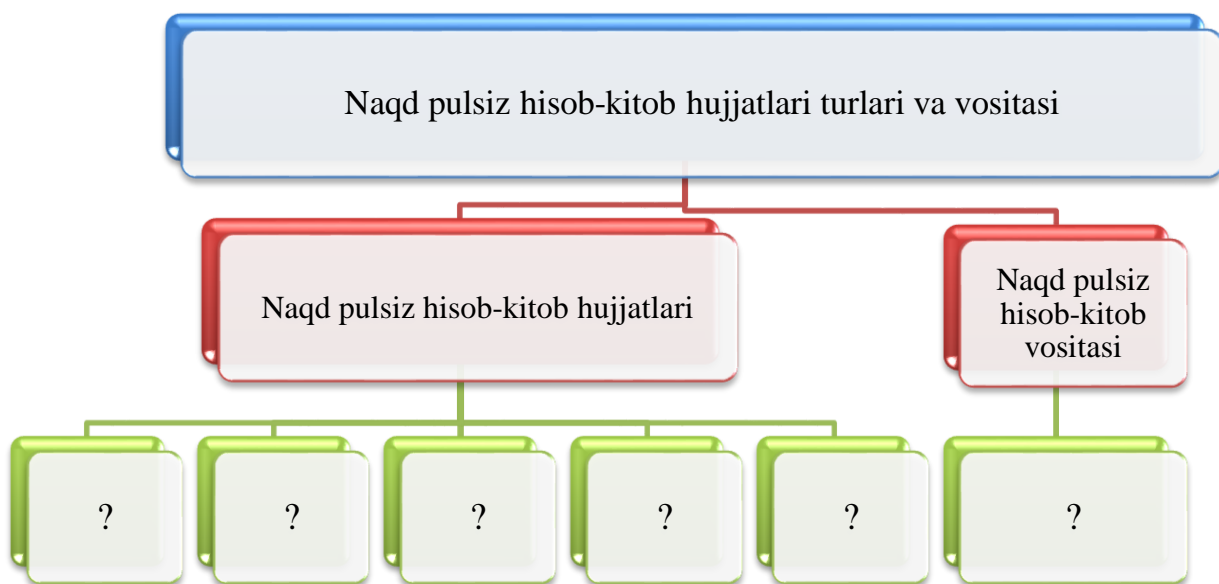 Naqd pulsiz hisob-kitob hujjatlari turlari va vositasi
Naqd pulsiz hisob-kitob hujjatlari
Naqd pulsiz
hisob-kitob
vositasi
?
?
?
?
?
?